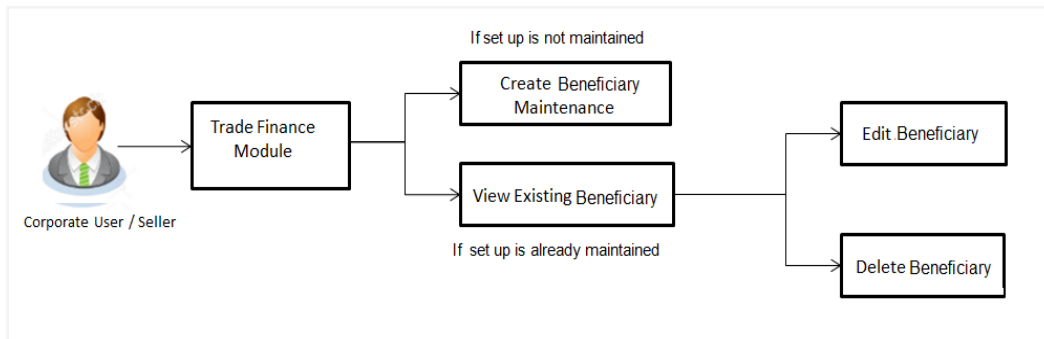 If set up is not maintained
Create Beneficiary
Maintenance
Trade Finance
Module
Edit Beneficiary
View Existing Beneficiary
Corporate User / Seller
If set up is already maintained
Delete Beneficiary